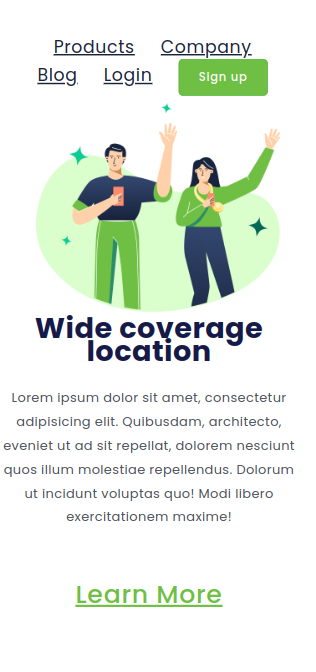 Products Company
Blog Login Sign up
Wide coverage
location
Lorem ipsum dolor sit amet, consectetur
adipisicing elit. Quibusdam, architecto,
eveniet ut ad sit repellat, dolorem nesciunt
quos illum molestiae repellendus. Dolorum
ut incidunt voluptas quo! Modi libero
exercitationem maxime!
Learn More